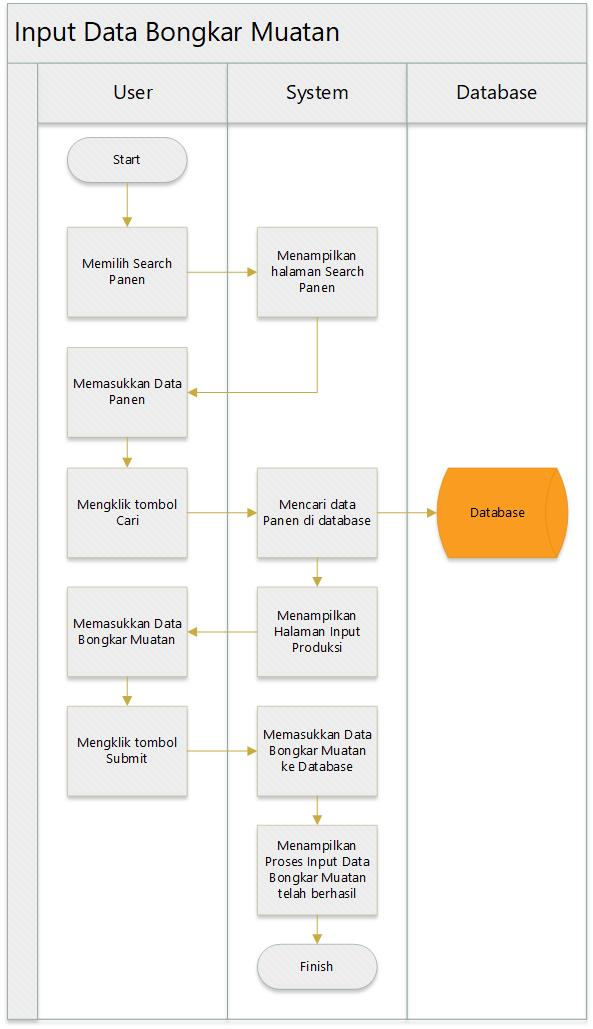 Input Data Bongkar Muatan
User
System
Database
Start
Memilih Search
Panen
Menampilkan
halaman Search
Panen
Memasukkan Data
Panen
Mengklik tombol
Cari
Mencari data
Panen di database
Database
Memasukkan Data
Bongkar Muatan
Menampilkan
Halaman Input
Produksi
Mengklik tombol
Submit
Memasukkan Data
Bongkar Muatan
ke Database
Menampilkan
Proses Input Data
Bongkar Muatan
telah berhasil
Finish